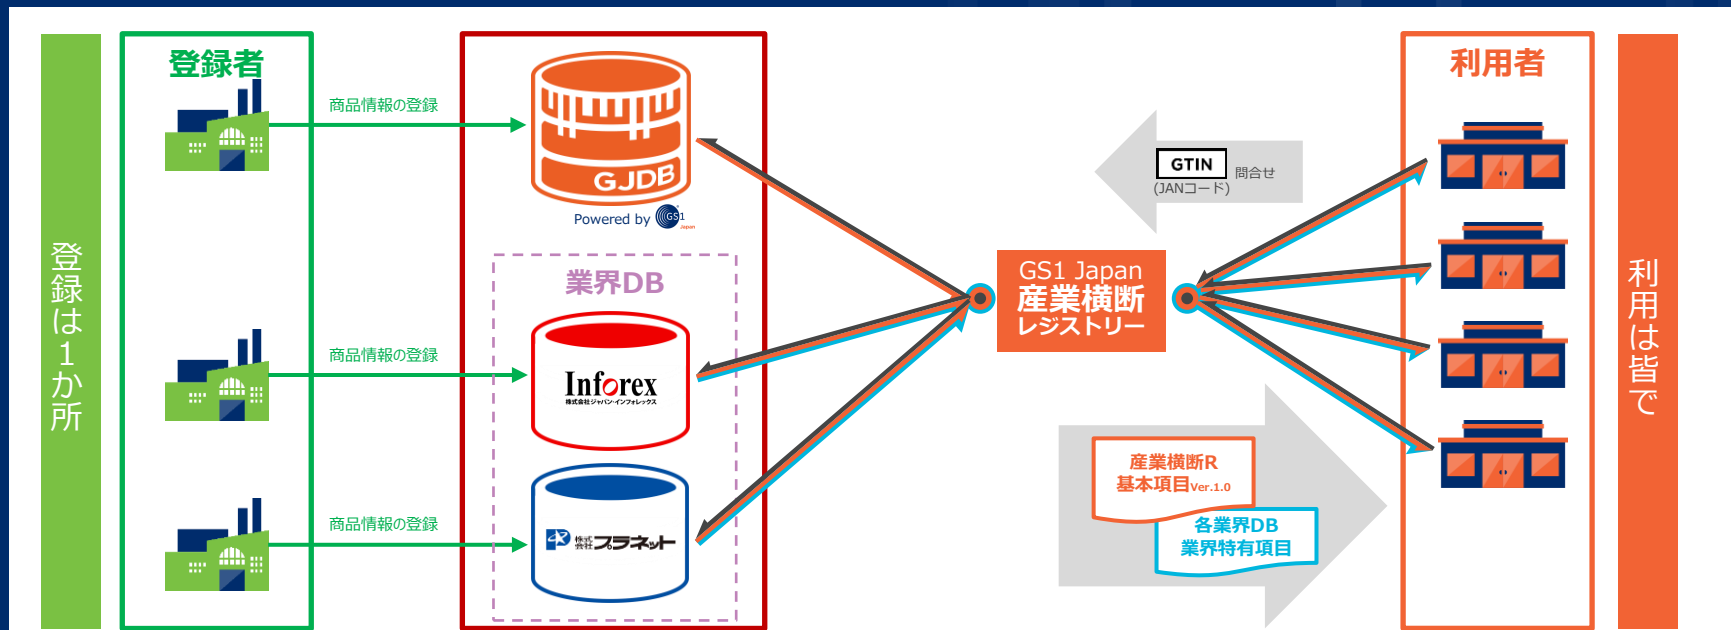 登録は1か所
登録者
商品情報の登録
商品情報の登録
商品情報の登録
GJDB
Powered by GS1 Japan
業界DB
Inforex
株式会社ジャパン・インフォレックス
株式会社プラネット
GS1 Japan
産業横断
レジストリー
GTIN
(JANコード)
問合せ
産業横断R
基本項目Ver.1.0
各業界DB
業界特有項目
利用者
利用は皆で